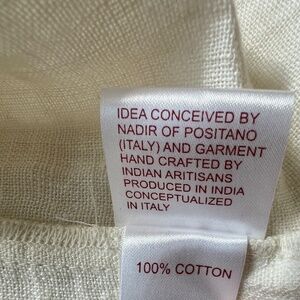 IDEA CONCEIVED BY
NADIR OF POSITANO
(ITALY) AND GARMENT
HAND CRAFTED BY
INDIAN ARITISANS
PRODUCED IN INDIA
CONCEPTUALIZED
IN ITALY
100% COTTON